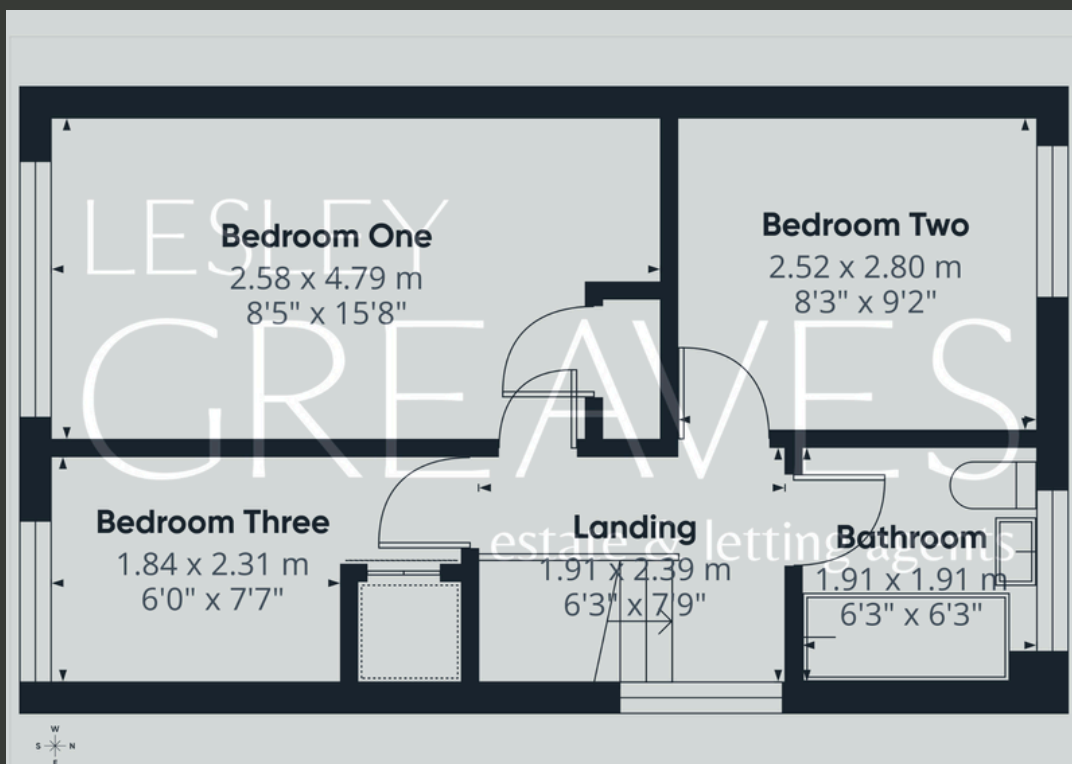 LESLEY
GREAVES
estate & letting agents
Bedroom One
2.58 x 4.79 m
8'5" x 15'8"
Bedroom Two
2.52 x 2.80 m
8'3" x 9'2"
Bedroom Three
1.84 x 2.31 m
6'0" x 7'7"
Landing
1.91 x 2.39 m
6'3" x 7'9"
Bathroom
1.91 x 1.91 m
6'3" x 6'3"
W
S N
E